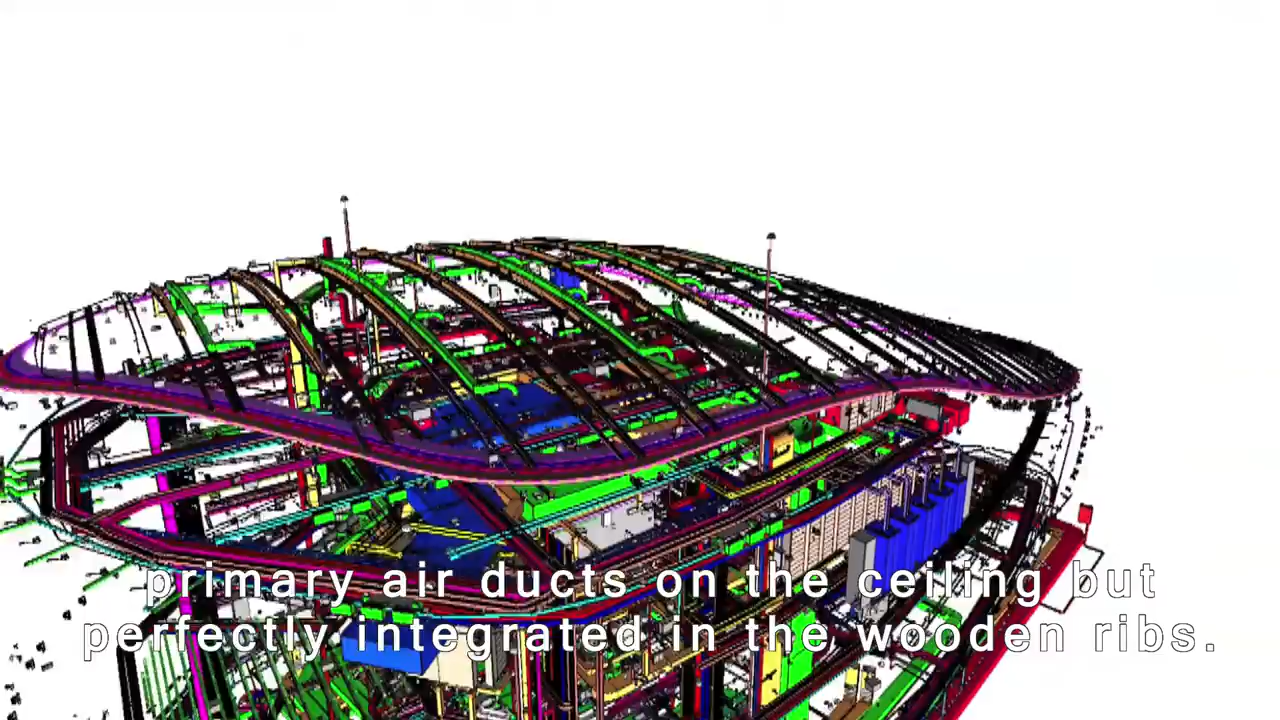 primary air ducts on the ceiling but
perfectly integrated in the wooden ribs.